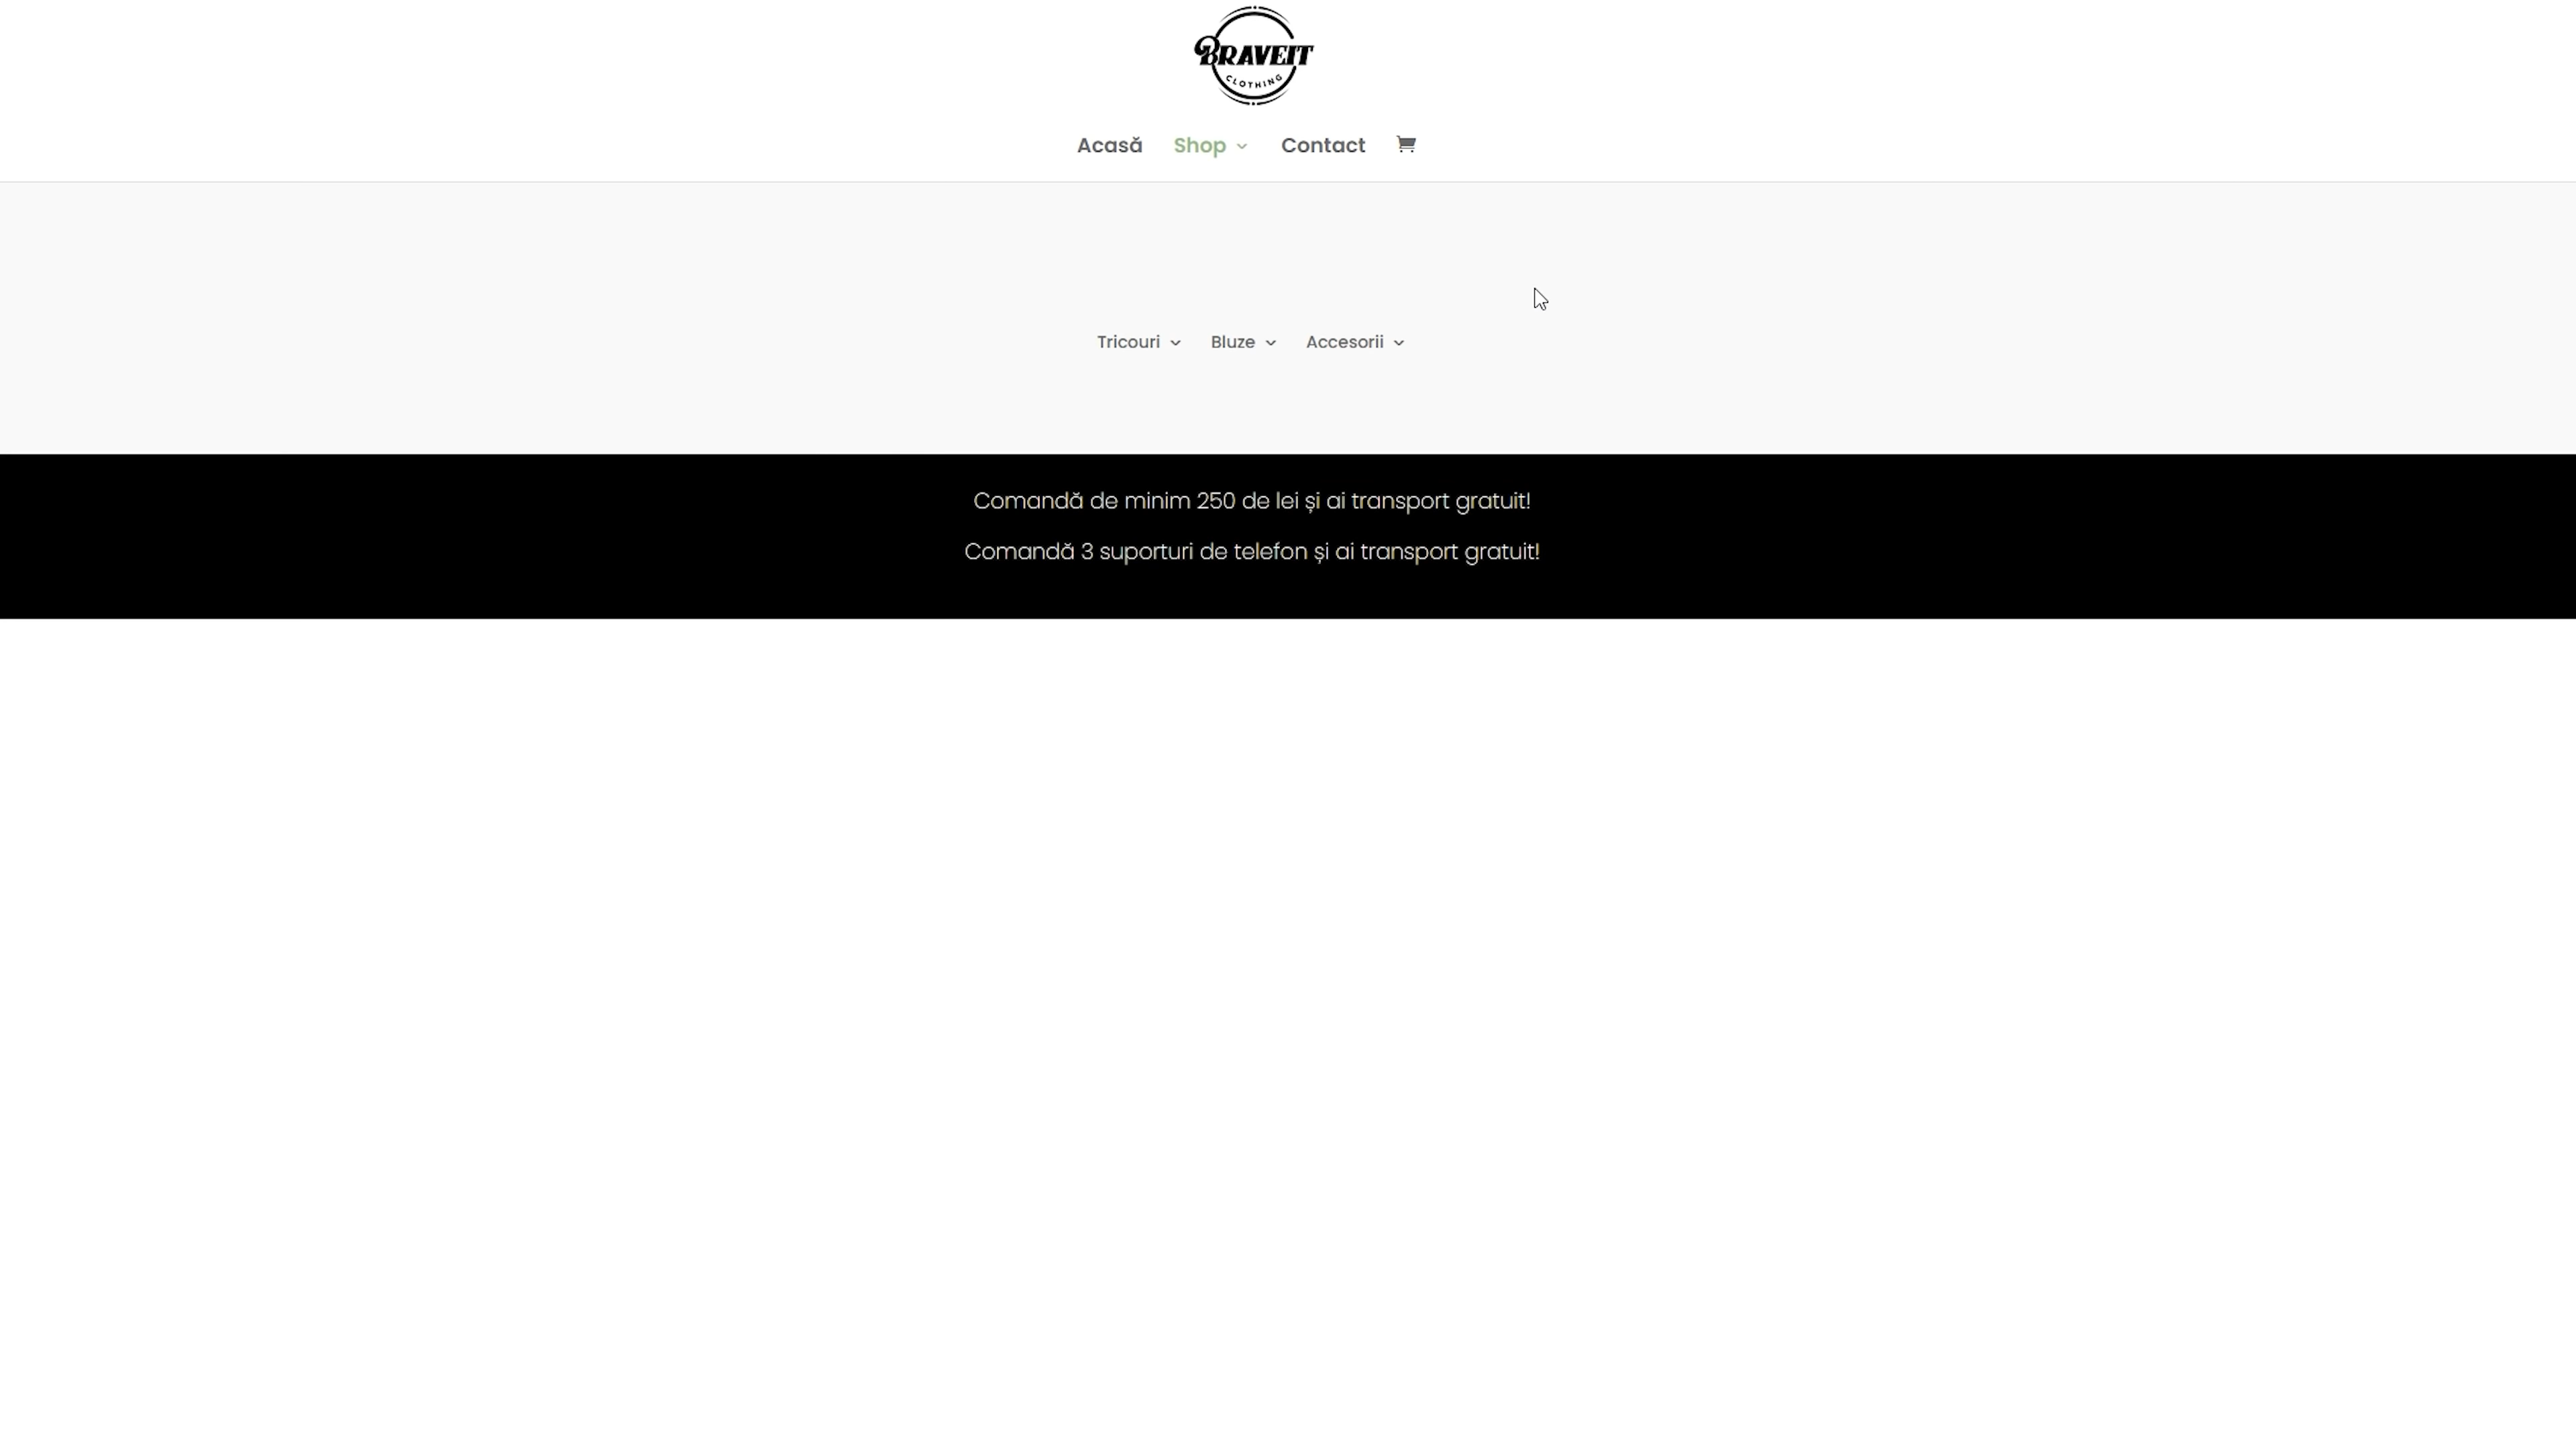 BRAVEIT
CLOTHING
Acasă Shop Contact
Tricouri Bluze Accesorii
Comandă de minim 250 de lei și ai transport gratuit!
Comandă 3 suporturi de telefon și ai transport gratuit!